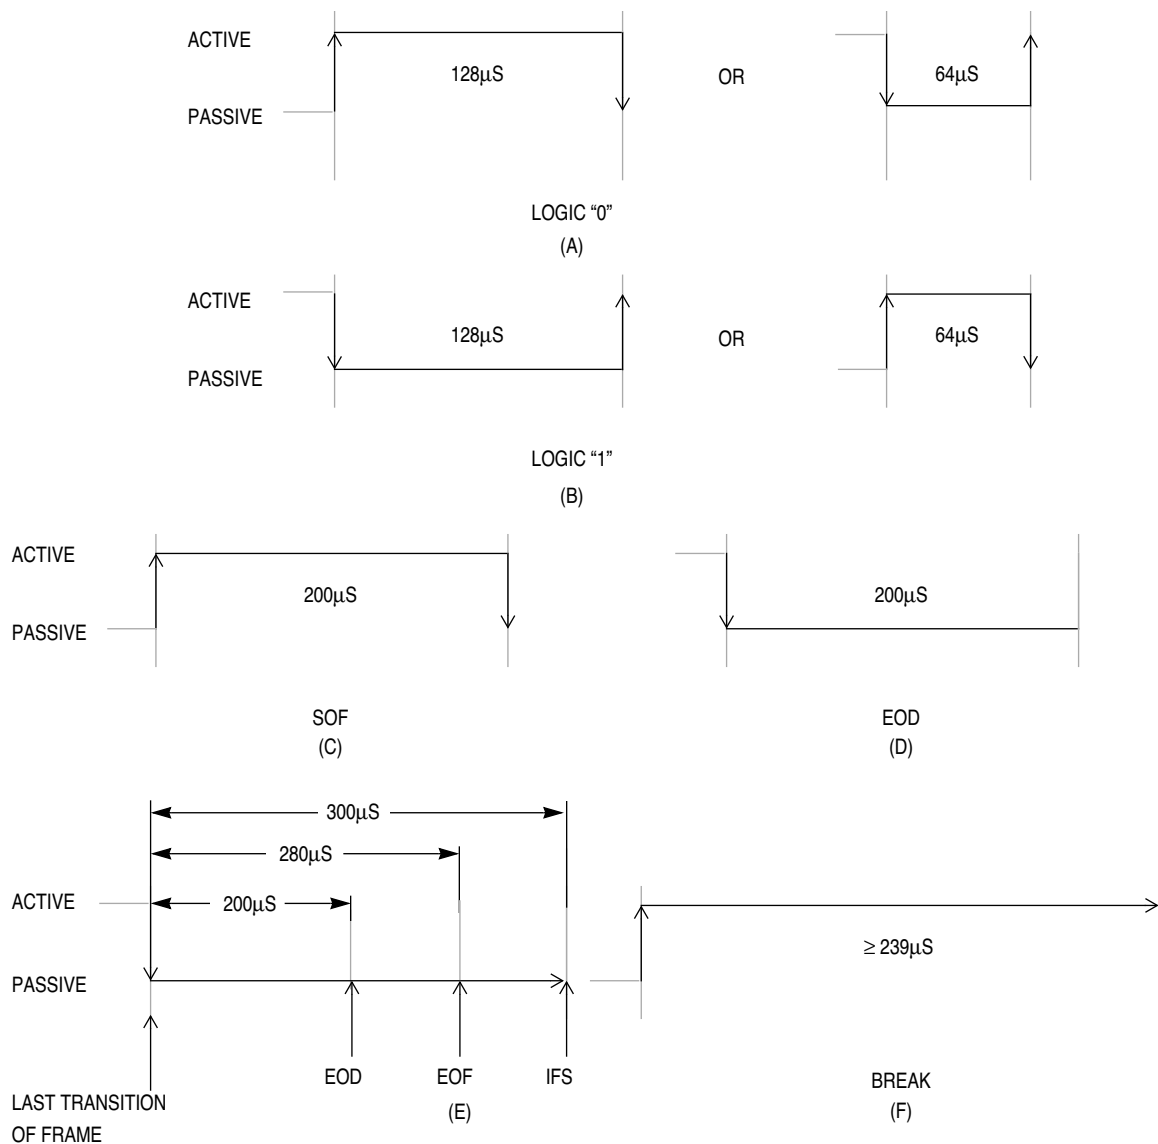 ACTIVE
128μS
OR
64μS
PASSIVE
LOGIC “0”
(A)
ACTIVE
128μS
OR
64μS
PASSIVE
LOGIC “1”
(B)
ACTIVE
200μS
200μS
PASSIVE
SOF
(C)
EOD
(D)
300μS
280μS
ACTIVE
200μS
≥ 239μS
PASSIVE
EOD
EOF
IFS
(E)
LAST TRANSITION
OF FRAME
BREAK
(F)